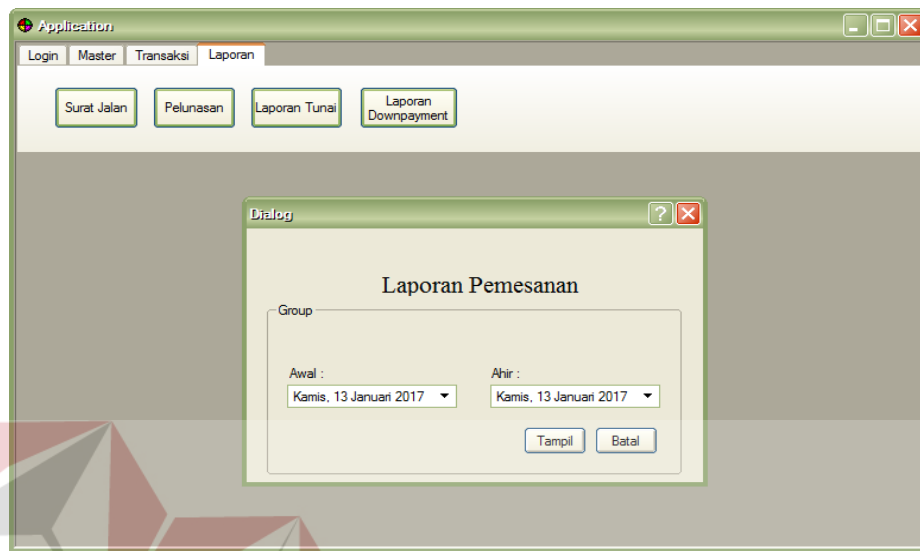 Application
Login Master Transaksi Laporan
Surat Jalan Pelunasan Laporan Tunai Laporan
Downpayment
Dialog
Laporan Pemesanan
Group
Awal : Ahir :
Kamis, 13 Januari 2017 Kamis, 13 Januari 2017
Tampil Batal